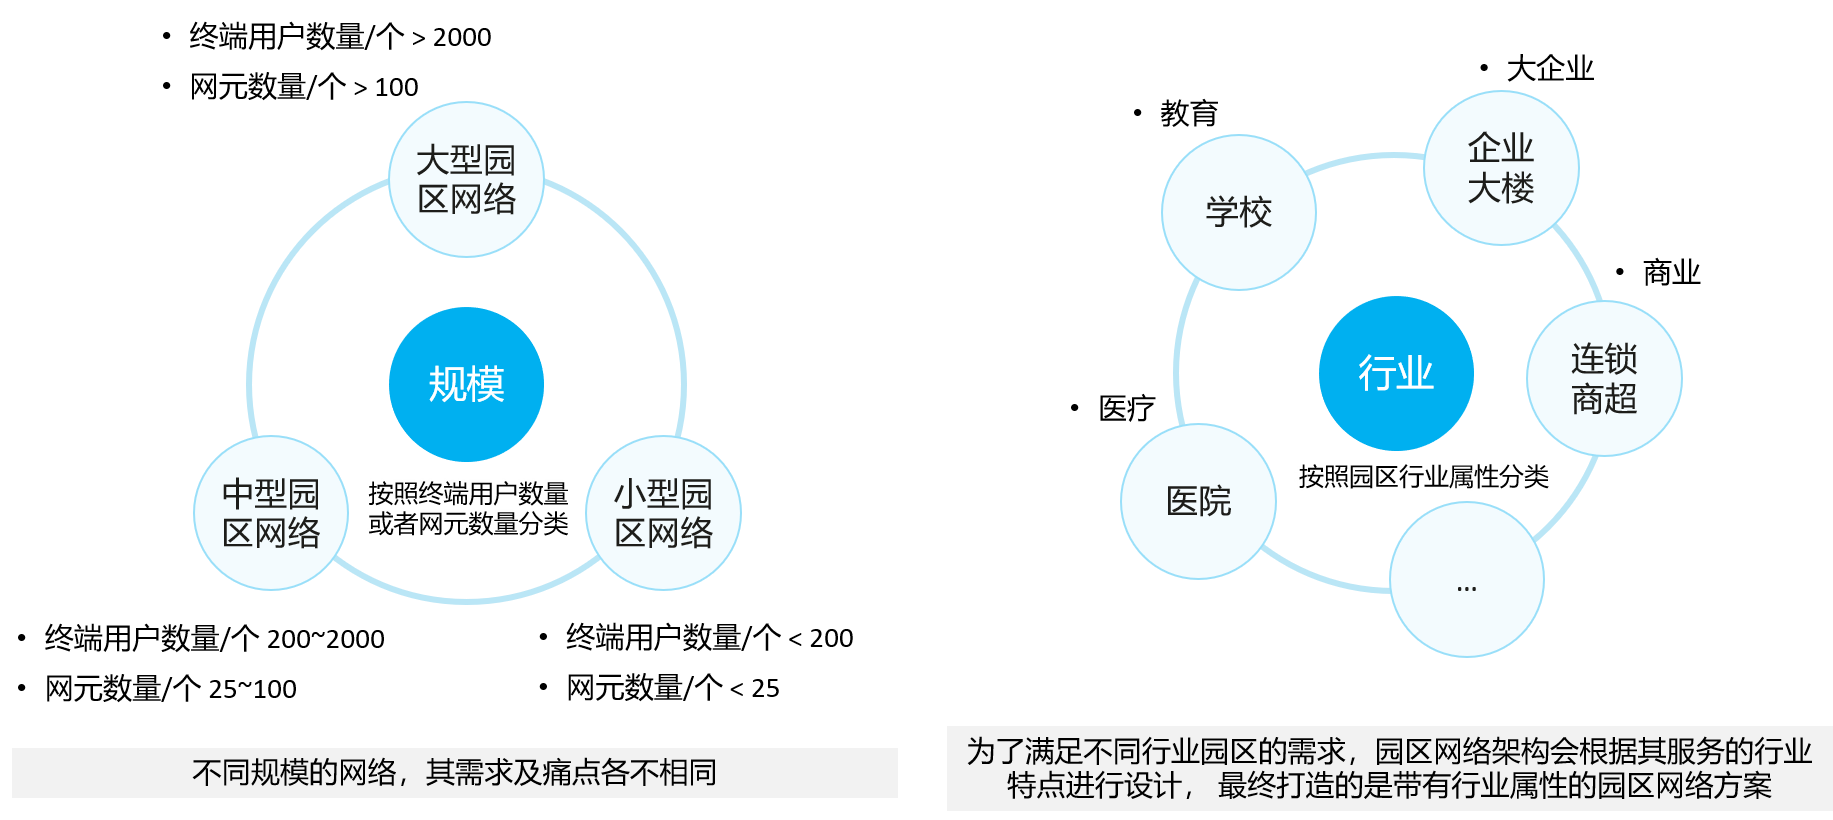 • 终端用户数量/个 > 2000
• 网元数量/个 > 100
大型园
区网络
规模
按照终端用户数量
或者网元数量分类
中型园
区网络
小型园
区网络
• 终端用户数量/个 200~2000
• 网元数量/个 25~100
• 终端用户数量/个 < 200
• 网元数量/个 < 25
不同规模的网络，其需求及痛点各不相同
• 大企业
企业
大楼
• 教育
学校
• 商业
连锁
商超
行业
按照园区行业属性分类
• 医疗
医院
...
为了满足不同行业园区的需求，园区网络架构会根据其服务的行业
特点进行设计， 最终打造的是带有行业属性的园区网络方案